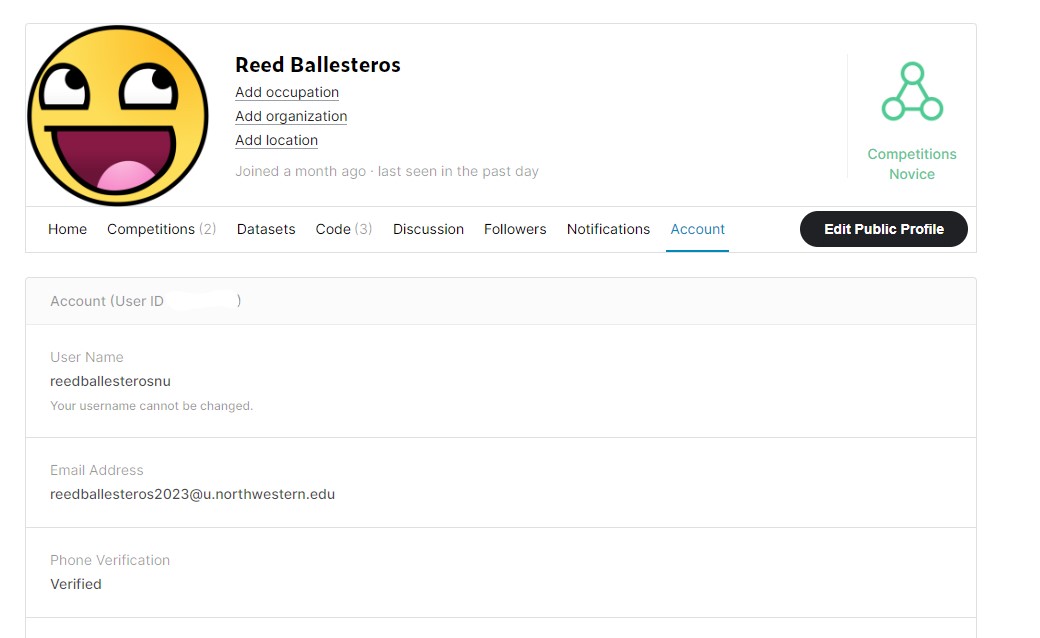 Reed Ballesteros
Add occupation
Add organization
Add location
Joined a month ago · last seen in the past day
Competitions
Novice
Home Competitions (2) Datasets Code (3) Discussion Followers Notifications Account Edit Public Profile
Account (User ID )
User Name
reedballesterosnu
Your username cannot be changed.
Email Address
reedballesteros2023@u.northwestern.edu
Phone Verification
Verified